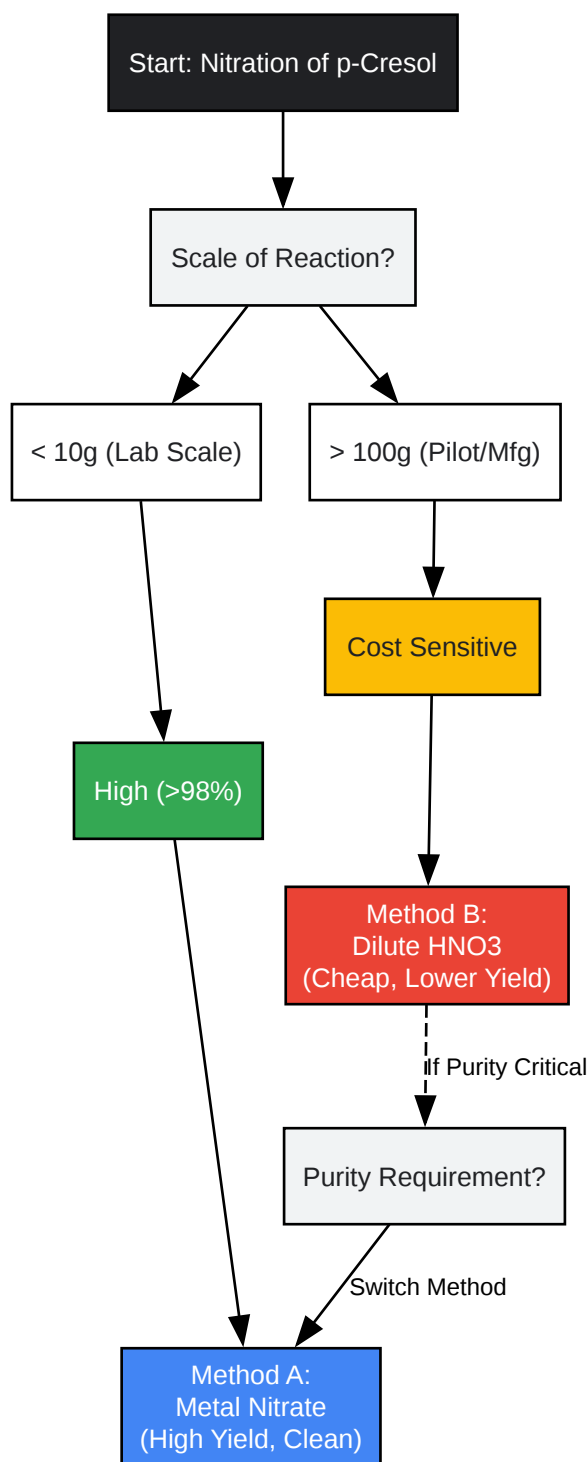 Start: Nitration of p-Cresol
Scale of Reaction?
< 10g (Lab Scale)
> 100g (Pilot/Mfg)
Cost Sensitive
High (>98%)
Method B:
Dilute HNO3
(Cheap, Lower Yield)
If Purity Critical
Purity Requirement?
Switch Method
Method A:
Metal Nitrate
(High Yield, Clean)